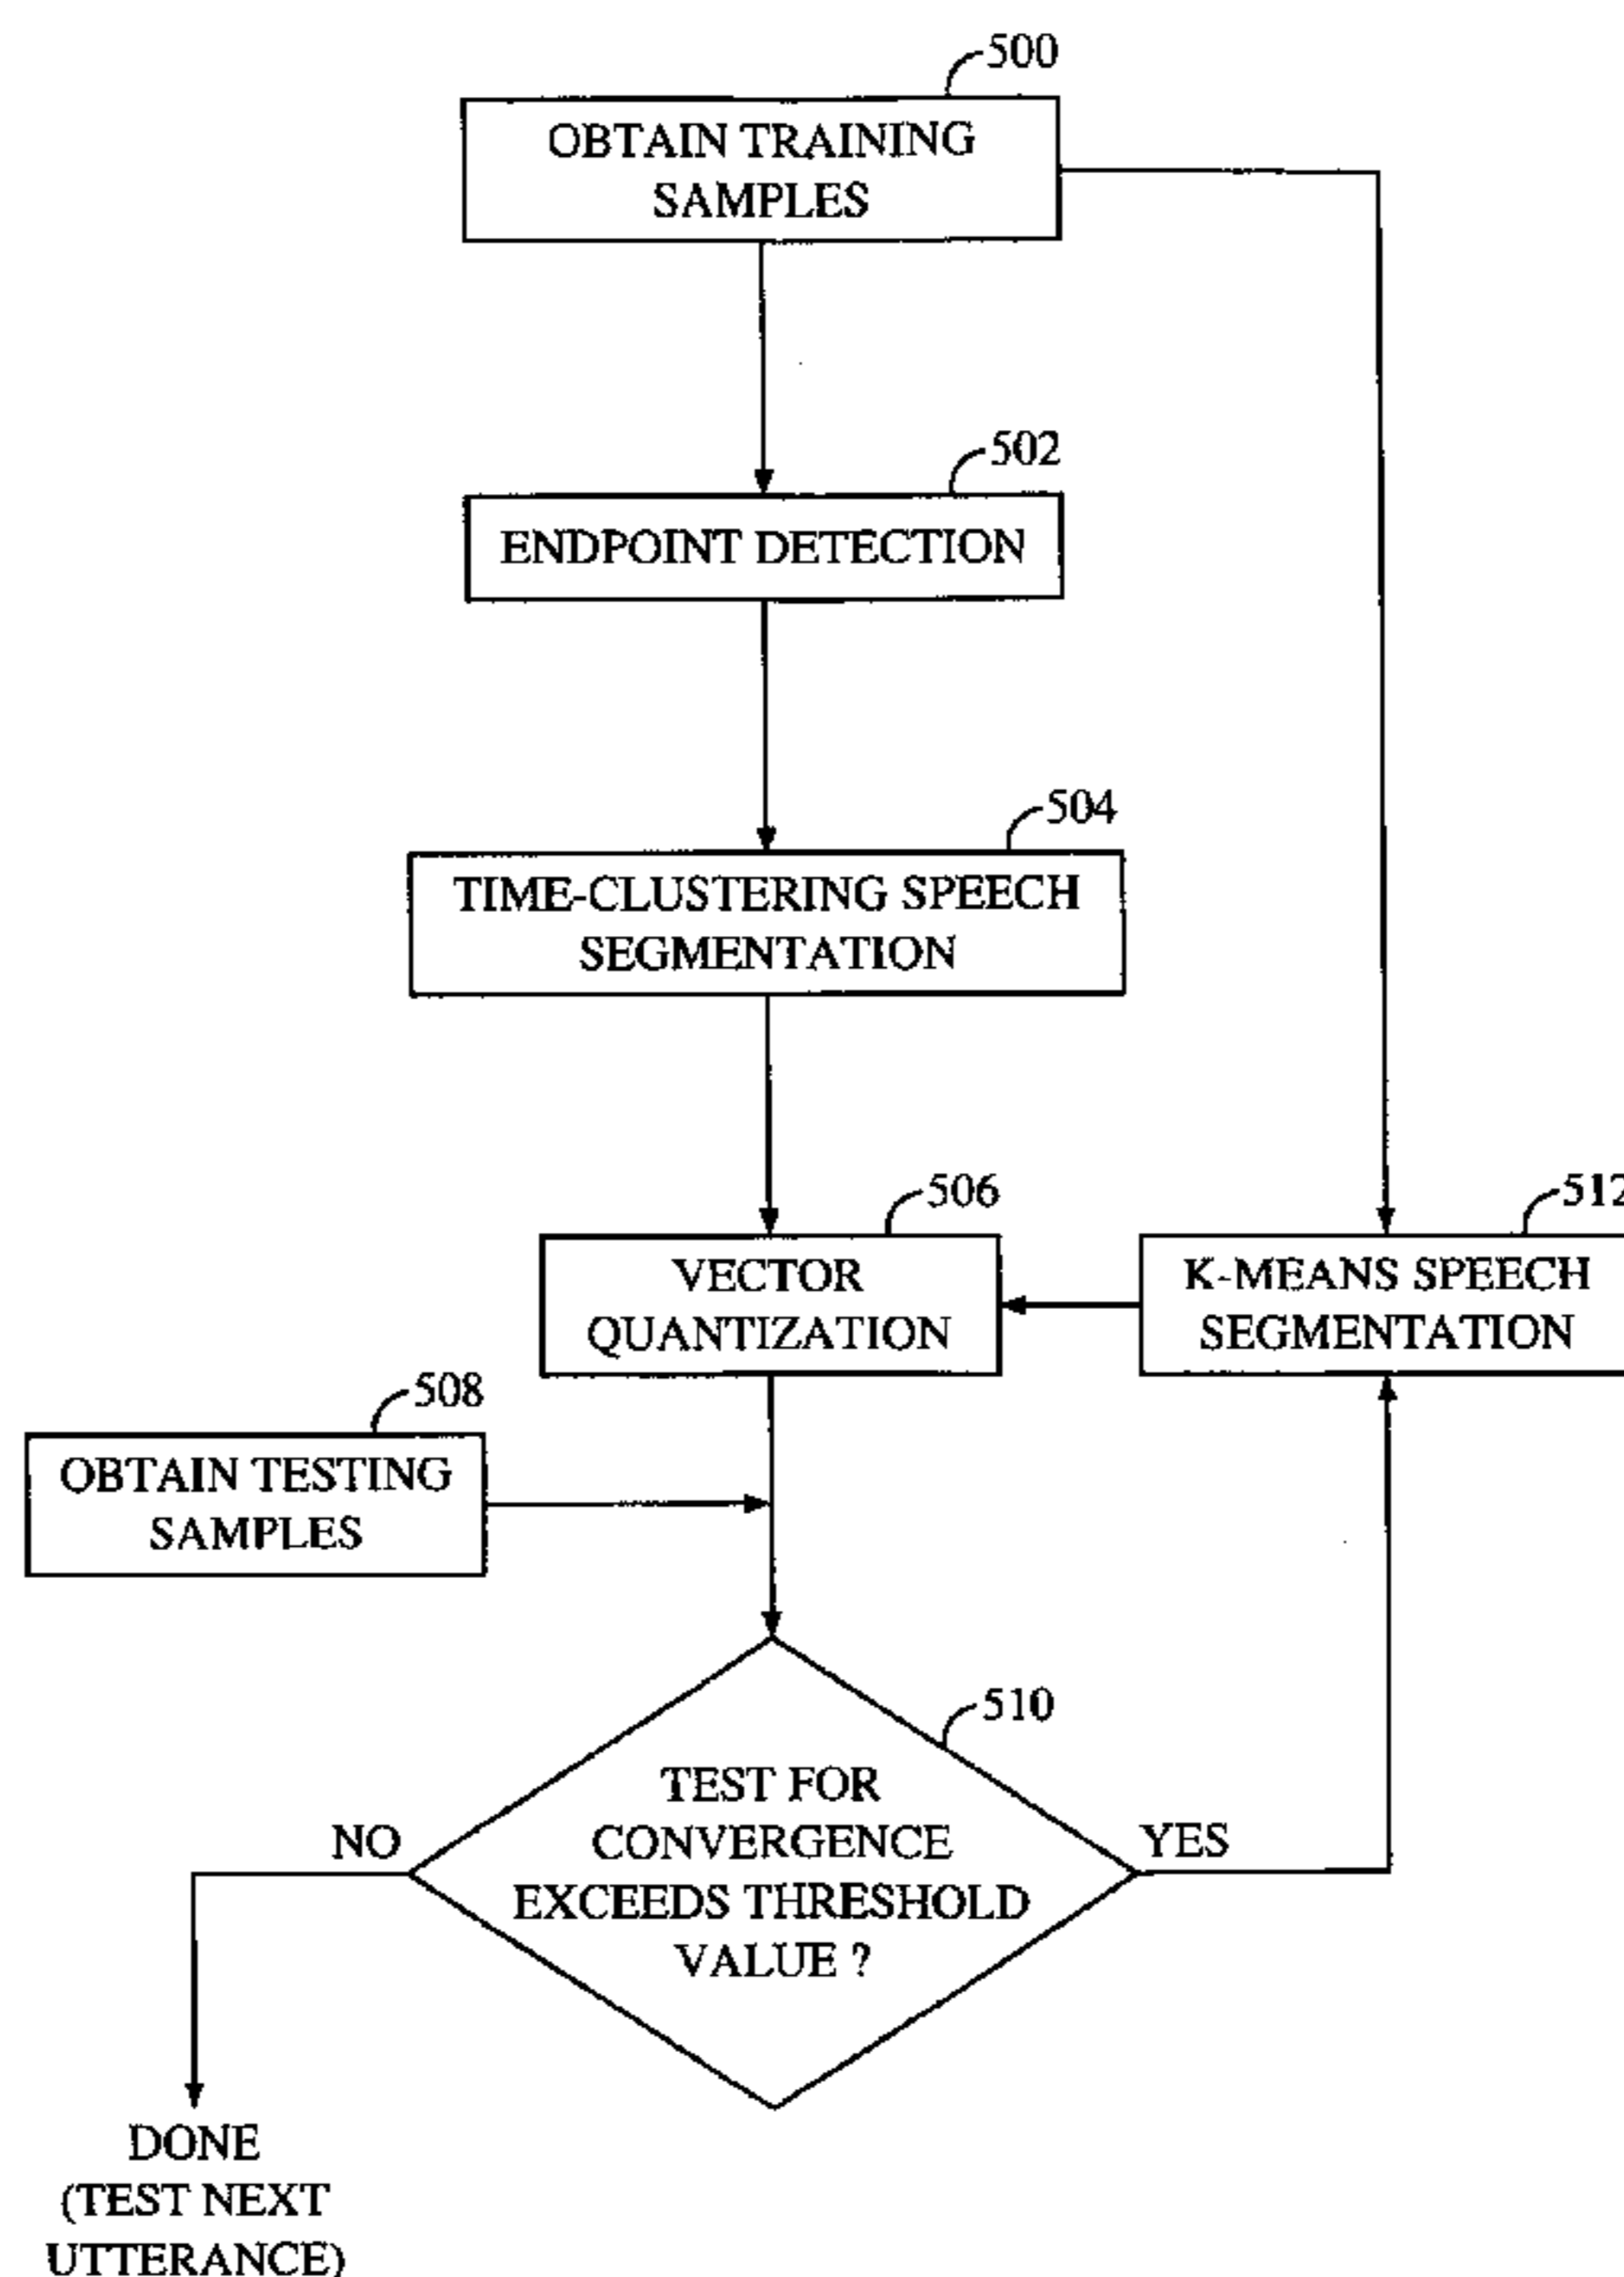 500
OBTAIN TRAINING
SAMPLES
502
ENDPOINT DETECTION
504
TIME-CLUSTERING SPEECH
SEGMENTATION
506
VECTOR
QUANTIZATION
512
K-MEANS SPEECH
SEGMENTATION
508
OBTAIN TESTING
SAMPLES
510
TEST FOR
CONVERGENCE
EXCEEDS THRESHOLD
VALUE ?
NO
YES
DONE
(TEST NEXT
UTTERANCE)